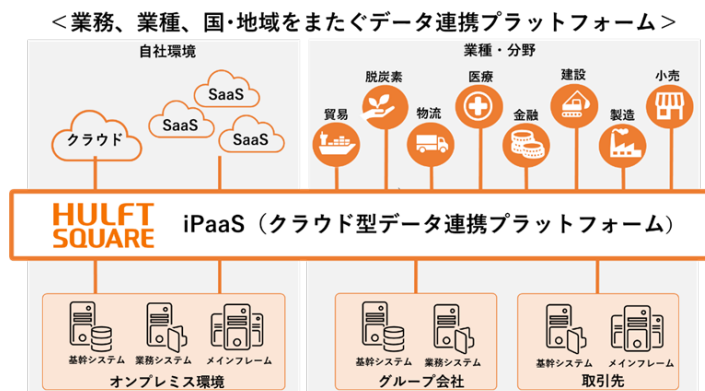 ＜業務、業種、国･地域をまたぐデータ連携プラットフォーム＞
自社環境
業種・分野
クラウド
SaaS
SaaS
SaaS
貿易
脱炭素
物流
医療
金融
建設
製造
小売
HULFT
SQUARE
iPaaS（クラウド型データ連携プラットフォーム）
基幹システム
業務システム
メインフレーム
オンプレミス環境
基幹システム
業務システム
グループ会社
基幹システム
メインフレーム
取引先